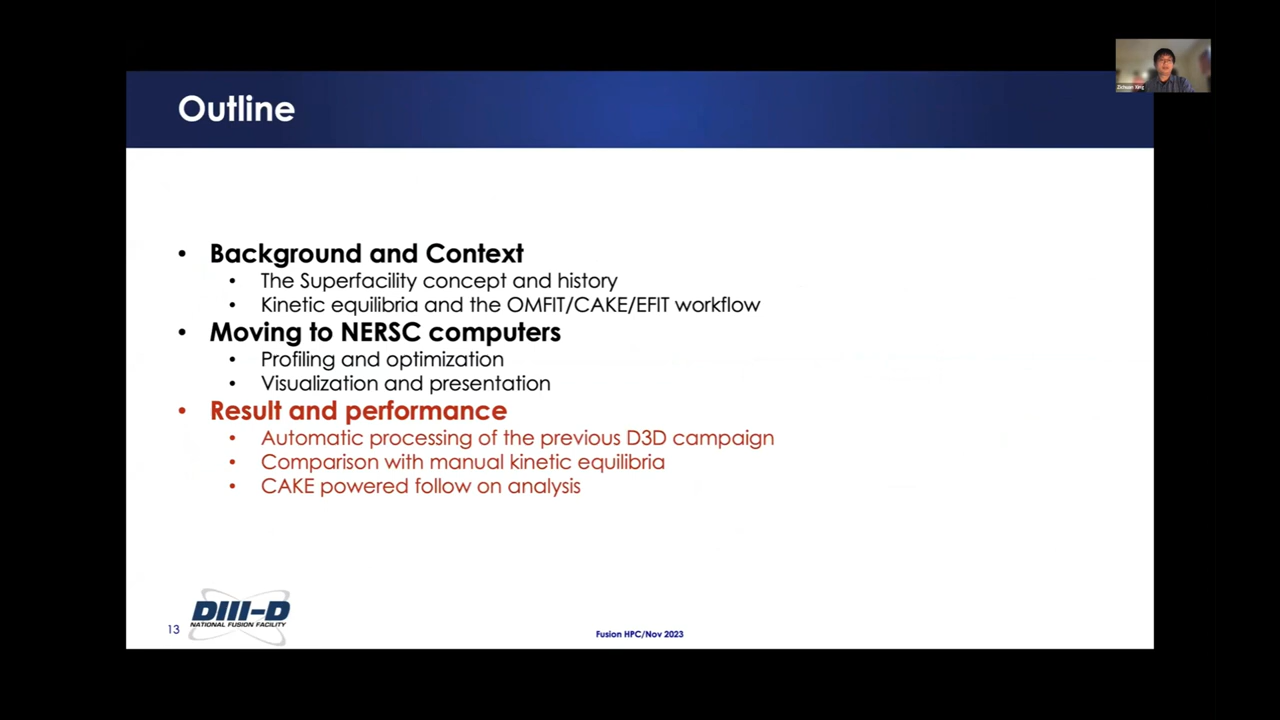 Outline
• Background and Context
• The Superfacility concept and history
• Kinetic equilibria and the OMFIT/CAKE/EFIT workflow
• Moving to NERSC computers
• Profiling and optimization
• Visualization and presentation
• Result and performance
• Automatic processing of the previous D3D campaign
• Comparison with manual kinetic equilibria
• CAKE powered follow on analysis
13
DIII-D
NATIONAL FUSION FACILITY
Fusion HPC/Nov 2023
Zichuan Xing